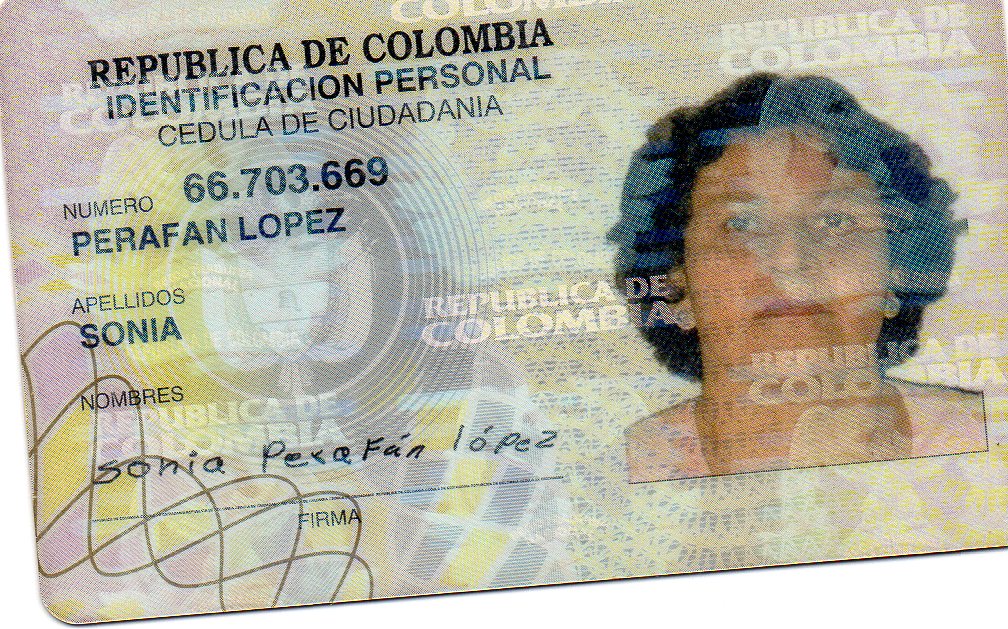 REPUBLICA DE COLOMBIA
IDENTIFICACION PERSONAL
CEDULA DE CIUDADANIA
NUMERO 66.703.669
PERAFAN LOPEZ
APELLIDOS
SONIA
NOMBRES
sonia Perafán lópez
FIRMA
REPUBLICA DE
COLOMBIA
REPUBLICA DE
COLOMBIA
REPUBLICA DE
COLOMBIA
REPUBLICA DE
COLOMBIA